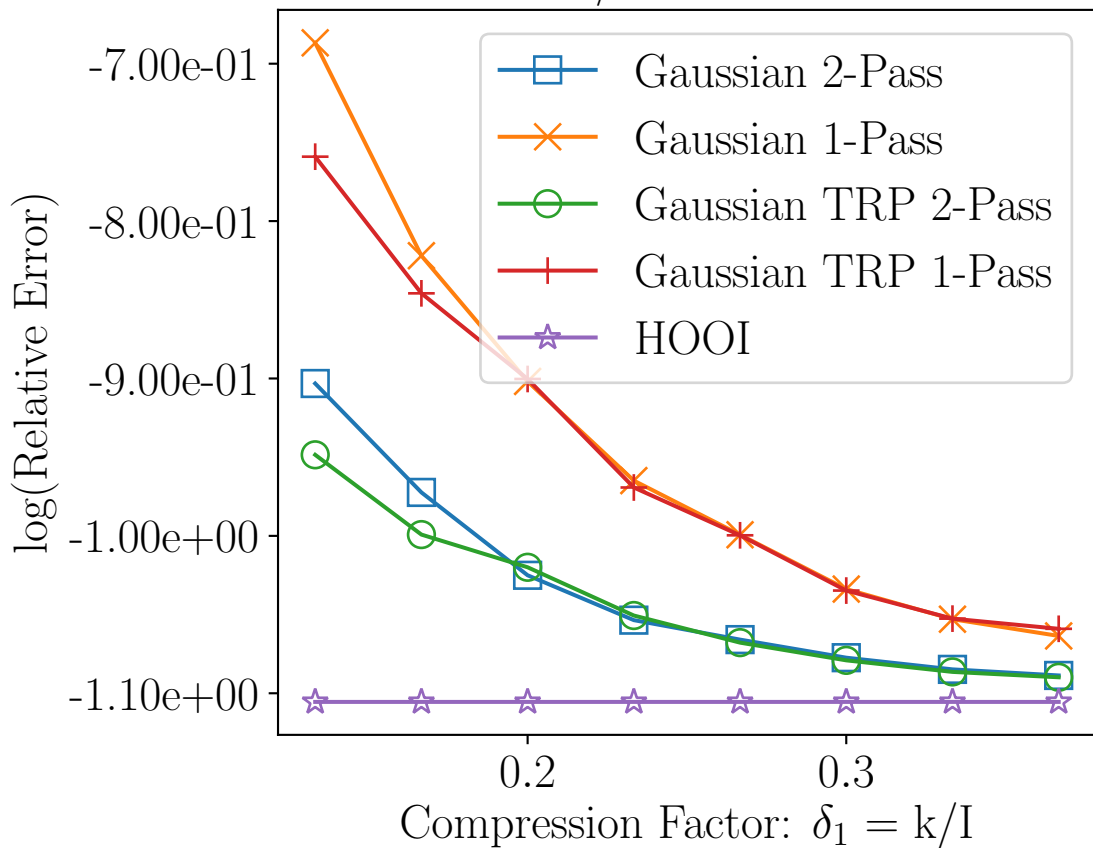 -7.00e-01
-8.00e-01
-9.00e-01
-1.00e+00
-1.10e+00
log(Relative Error)
Gaussian 2-Pass
Gaussian 1-Pass
Gaussian TRP 2-Pass
Gaussian TRP 1-Pass
HOOI
0.2
0.3
Compression Factor: δ₁ = k/I